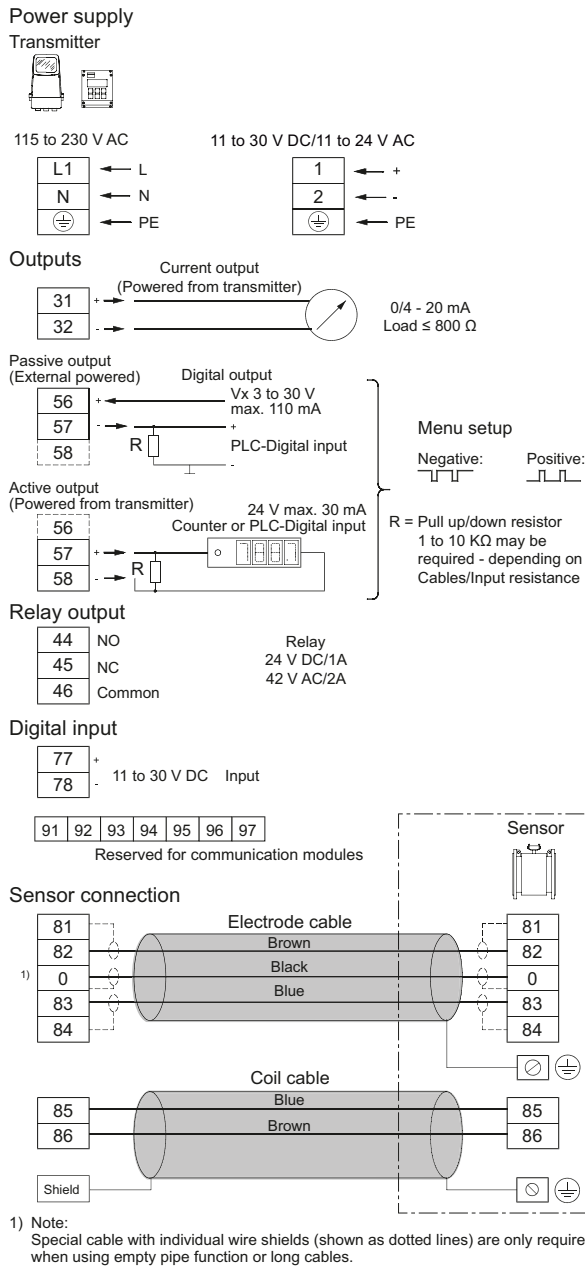 Power supply
Transmitter
115 to 230 V AC
11 to 30 V DC/11 to 24 V AC
L1 L
N N
PE
1 +
2 -
PE
Outputs
Current output
(Powered from transmitter)
31 +
32 -
0/4 - 20 mA
Load ≤ 800 Ω
Passive output
(External powered)
Digital output
56 +
57 -
58
Vx 3 to 30 V
max. 110 mA
+
R
PLC-Digital input
-
Menu setup
Negative: Positive:
Active output
(Powered from transmitter)
24 V max. 30 mA
Counter or PLC-Digital input
56
57 +
58 -
R
R = Pull up/down resistor
1 to 10 KΩ may be
required - depending on
Cables/Input resistance
Relay output
44 NO
45 NC
46 Common
Relay
24 V DC/1A
42 V AC/2A
Digital input
77 +
78 -
11 to 30 V DC Input
91 92 93 94 95 96 97
Reserved for communication modules
Sensor
Sensor connection
Electrode cable
81 81
82 Brown 82
1) 0 Black 0
83 Blue 83
84 84
Coil cable
85 Blue 85
86 Brown 86
Shield
1) Note:
Special cable with individual wire shields (shown as dotted lines) are only require
when using empty pipe function or long cables.